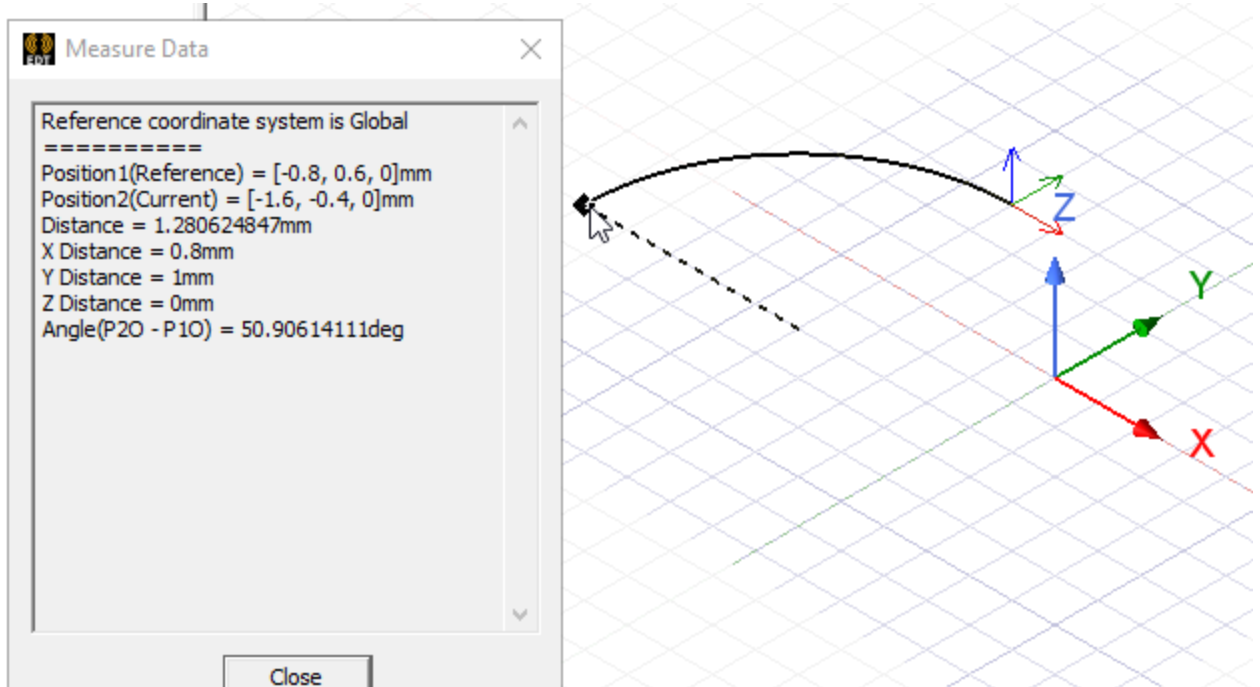 EDT
Measure Data
Reference coordinate system is Global
==========
Position1(Reference) = [-0.8, 0.6, 0]mm
Position2(Current) = [-1.6, -0.4, 0]mm
Distance = 1.280624847mm
X Distance = 0.8mm
Y Distance = 1mm
Z Distance = 0mm
Angle(P2O - P1O) = 50.90614111deg
Close
Z
Y
X